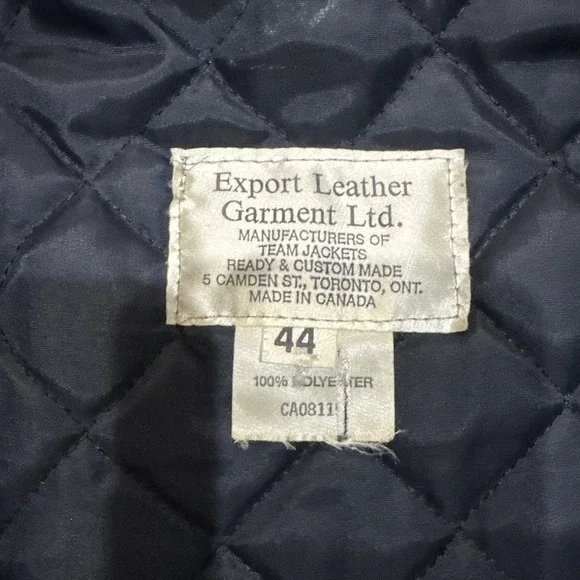 Export Leather
Garment Ltd.
MANUFACTURERS OF
TEAM JACKETS
READY & CUSTOM MADE
5 CAMDEN ST., TORONTO, ONT.
MADE IN CANADA
44
100% POLYESTER
CA0811